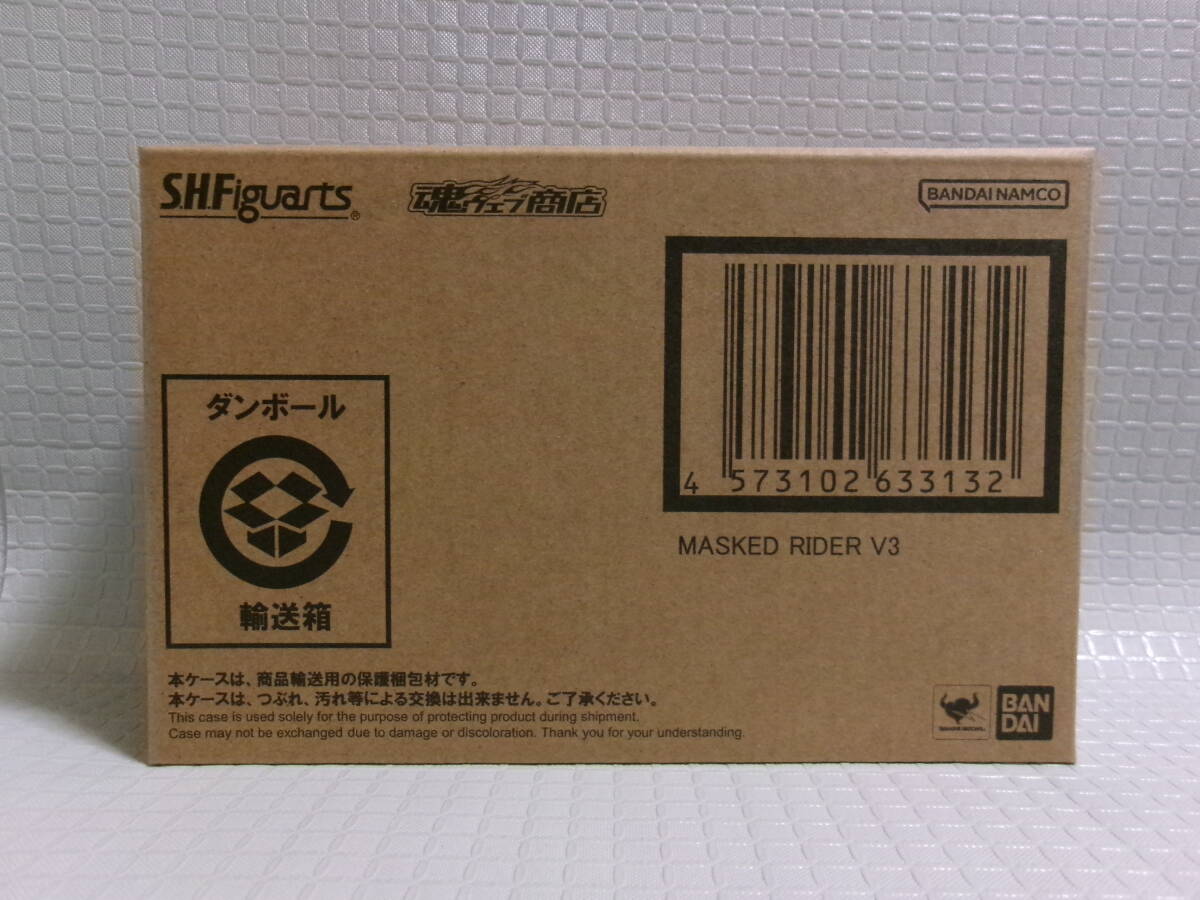 S.H.Figuarts®
魂ウェブ商店
BANDAI NAMCO
4 573102 633132
MASKED RIDER V3
ダンボール
輸送箱
本ケースは、商品輸送用の保護梱包材です。
本ケースは、つぶれ、汚れ等による交換は出来ません。ご了承ください。
This case is used solely for the purpose of protecting product during shipment.
Case may not be exchanged due to damage or discoloration. Thank you for your understanding.
BAN
DAI